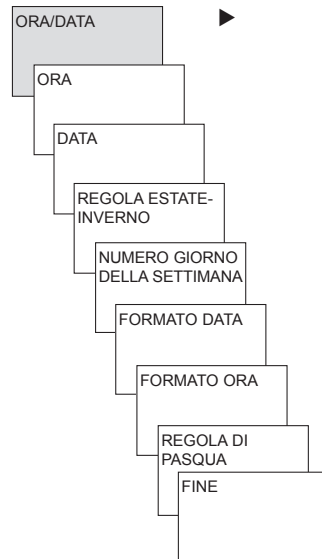 ORA/DATA
ORA
DATA
REGOLA ESTATE-
INVERNO
NUMERO GIORNO
DELLA SETTIMANA
FORMATO DATA
FORMATO ORA
REGOLA DI
PASQUA
FINE